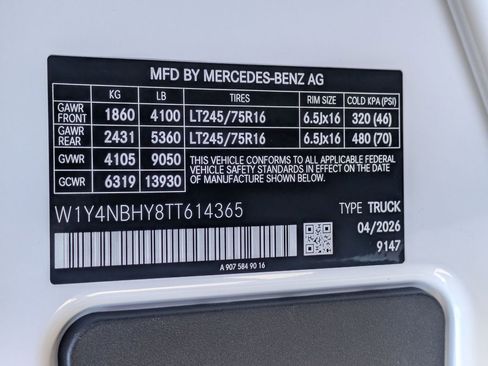 MFD BY MERCEDES-BENZ AG
KG LB TIRES RIM SIZE COLD KPA (PSI)
GAWR FRONT 1860 4100 LT245/75R16 6.5Jx16 320 (46)
GAWR REAR 2431 5360 LT245/75R16 6.5Jx16 480 (70)
GVWR 4105 9050
GCWR 6319 13930
THIS VEHICLE CONFORMS TO ALL APPLICABLE FEDERAL MOTOR
VEHICLE SAFETY STANDARDS IN EFFECT ON THE DATE OF
MANUFACTURE SHOWN ABOVE.
W1Y4NBHY8TT614365 TYPE TRUCK
04/2026
9147
A 907 584 90 16